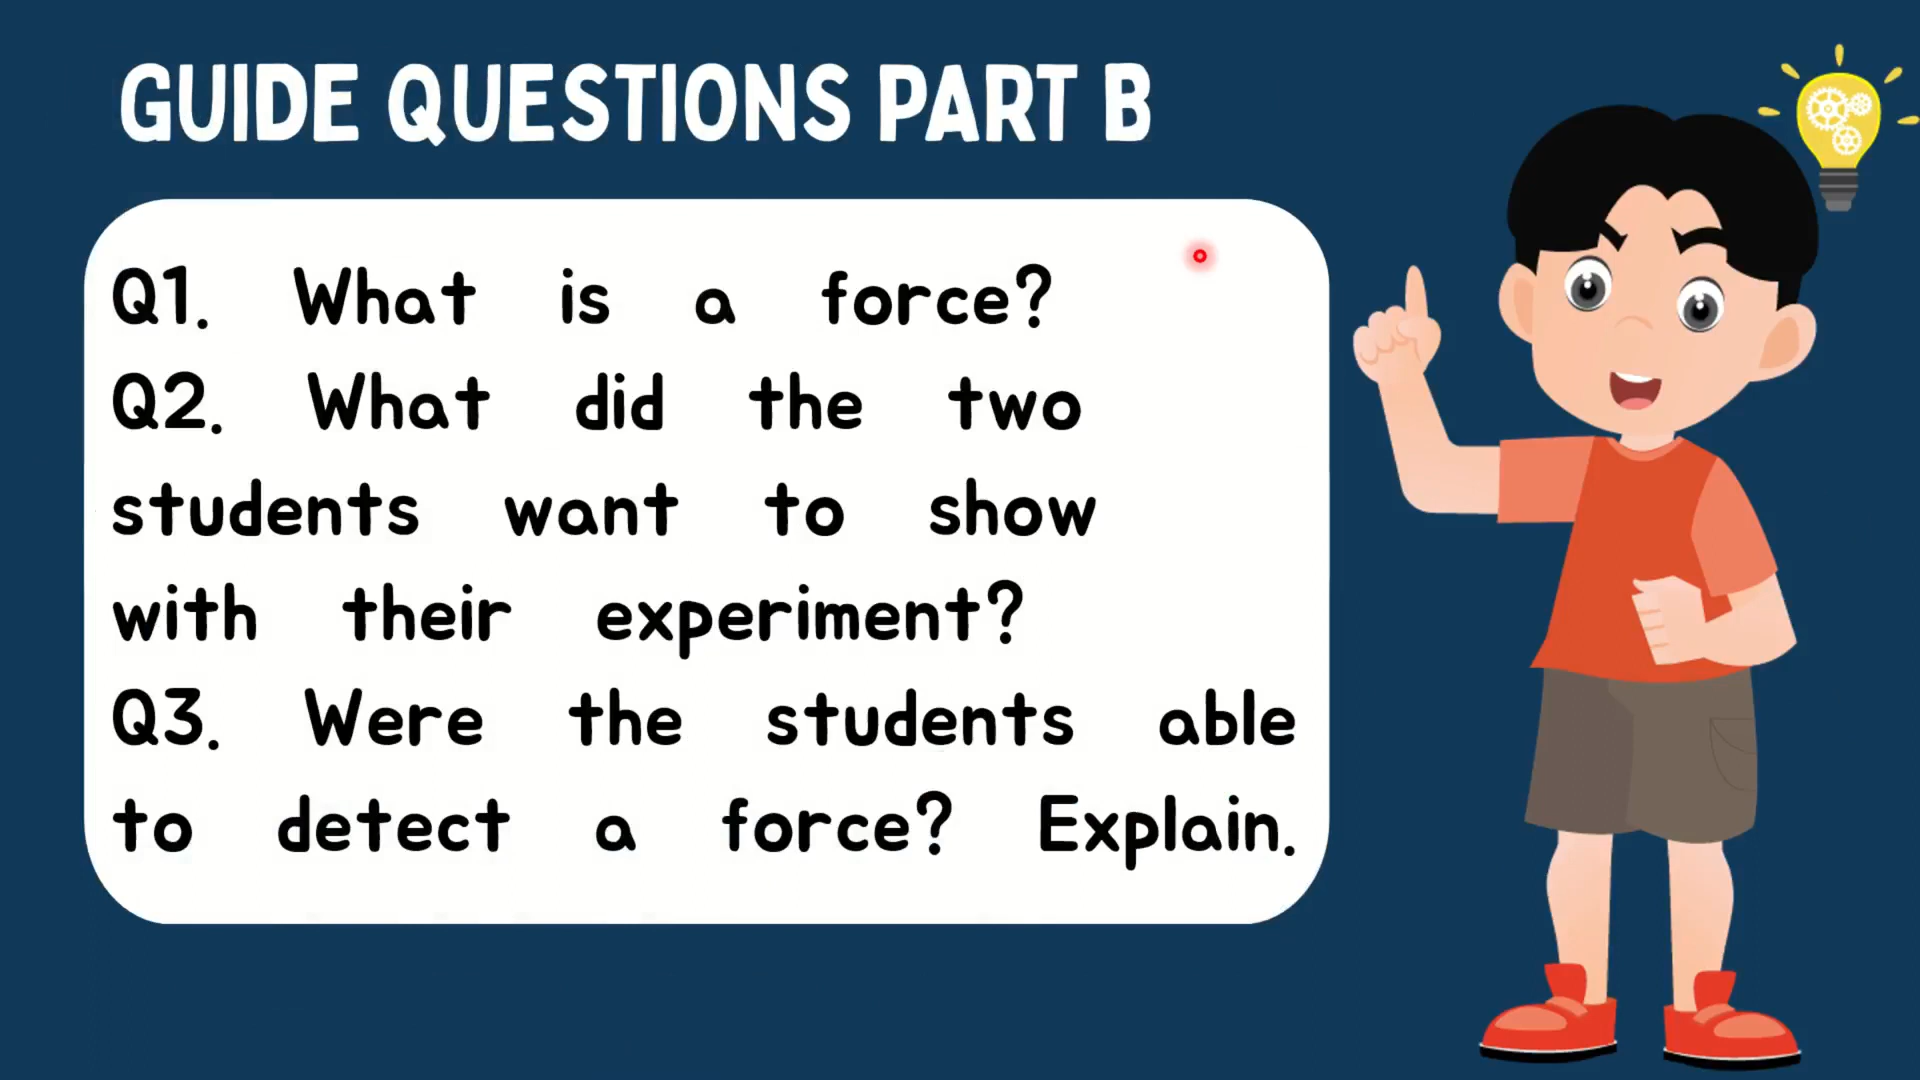 GUIDE QUESTIONS PART B
Q1. What is a force?
Q2. What did the two
students want to show
with their experiment?
Q3. Were the students able
to detect a force? Explain.